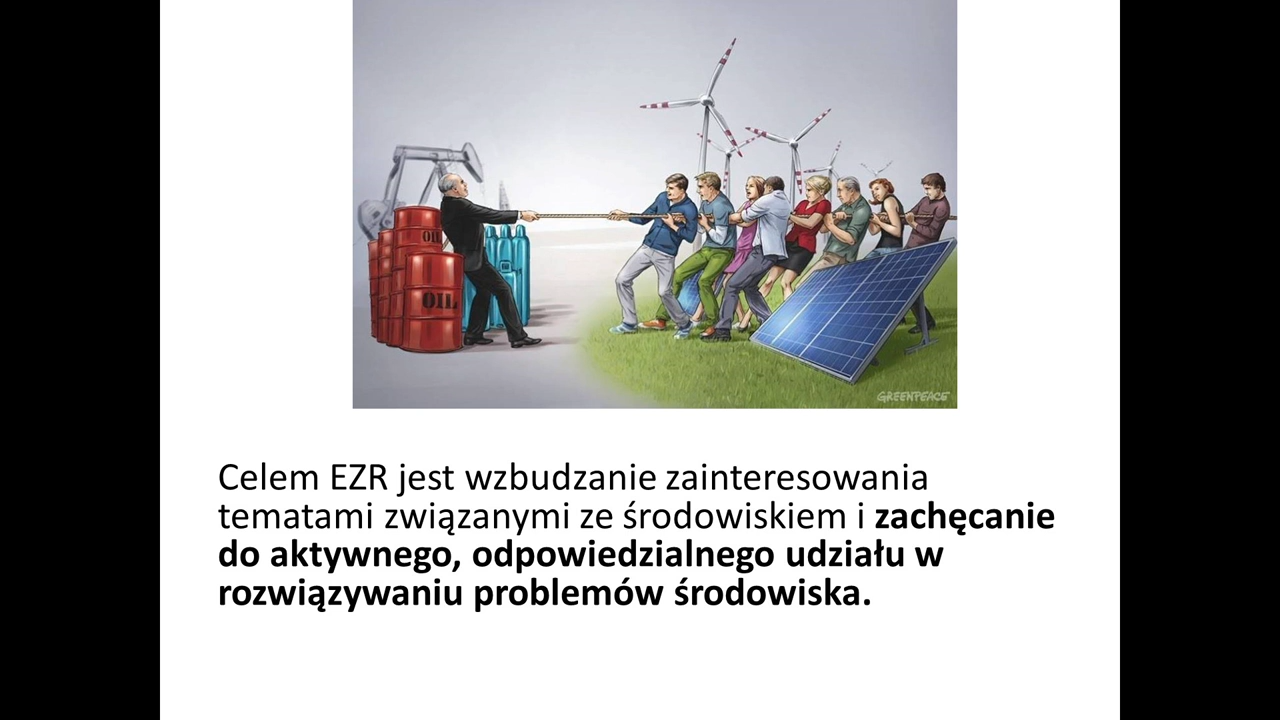 OIL
OIL
GREENPEACE
Celem EZR jest wzbudzanie zainteresowania
tematami związanymi ze środowiskiem i zachęcanie
do aktywnego, odpowiedzialnego udziału w
rozwiązywaniu problemów środowiska.